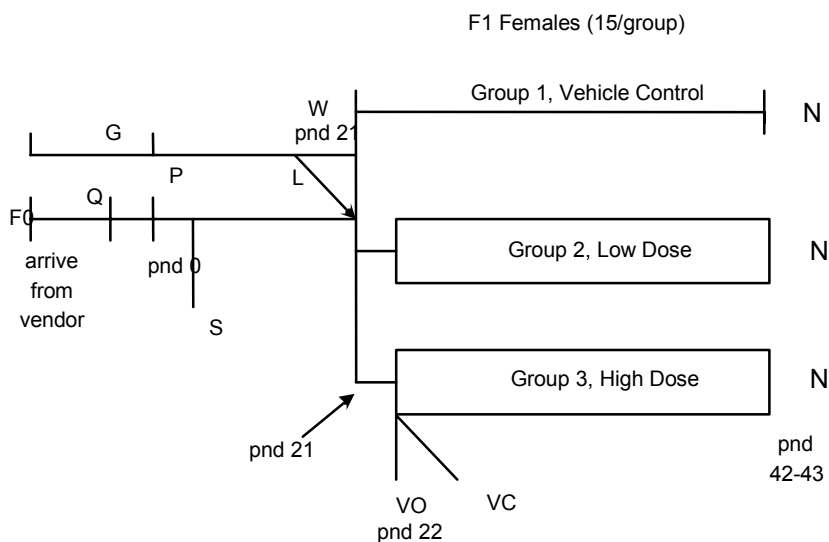 F1 Females (15/group)
Group 1, Vehicle Control
N
W
pnd 21
G
P
L
Q
F0
arrive
from
vendor
pnd 0
S
Group 2, Low Dose
N
Group 3, High Dose
N
pnd 21
pnd
42-43
VO
pnd 22
VC